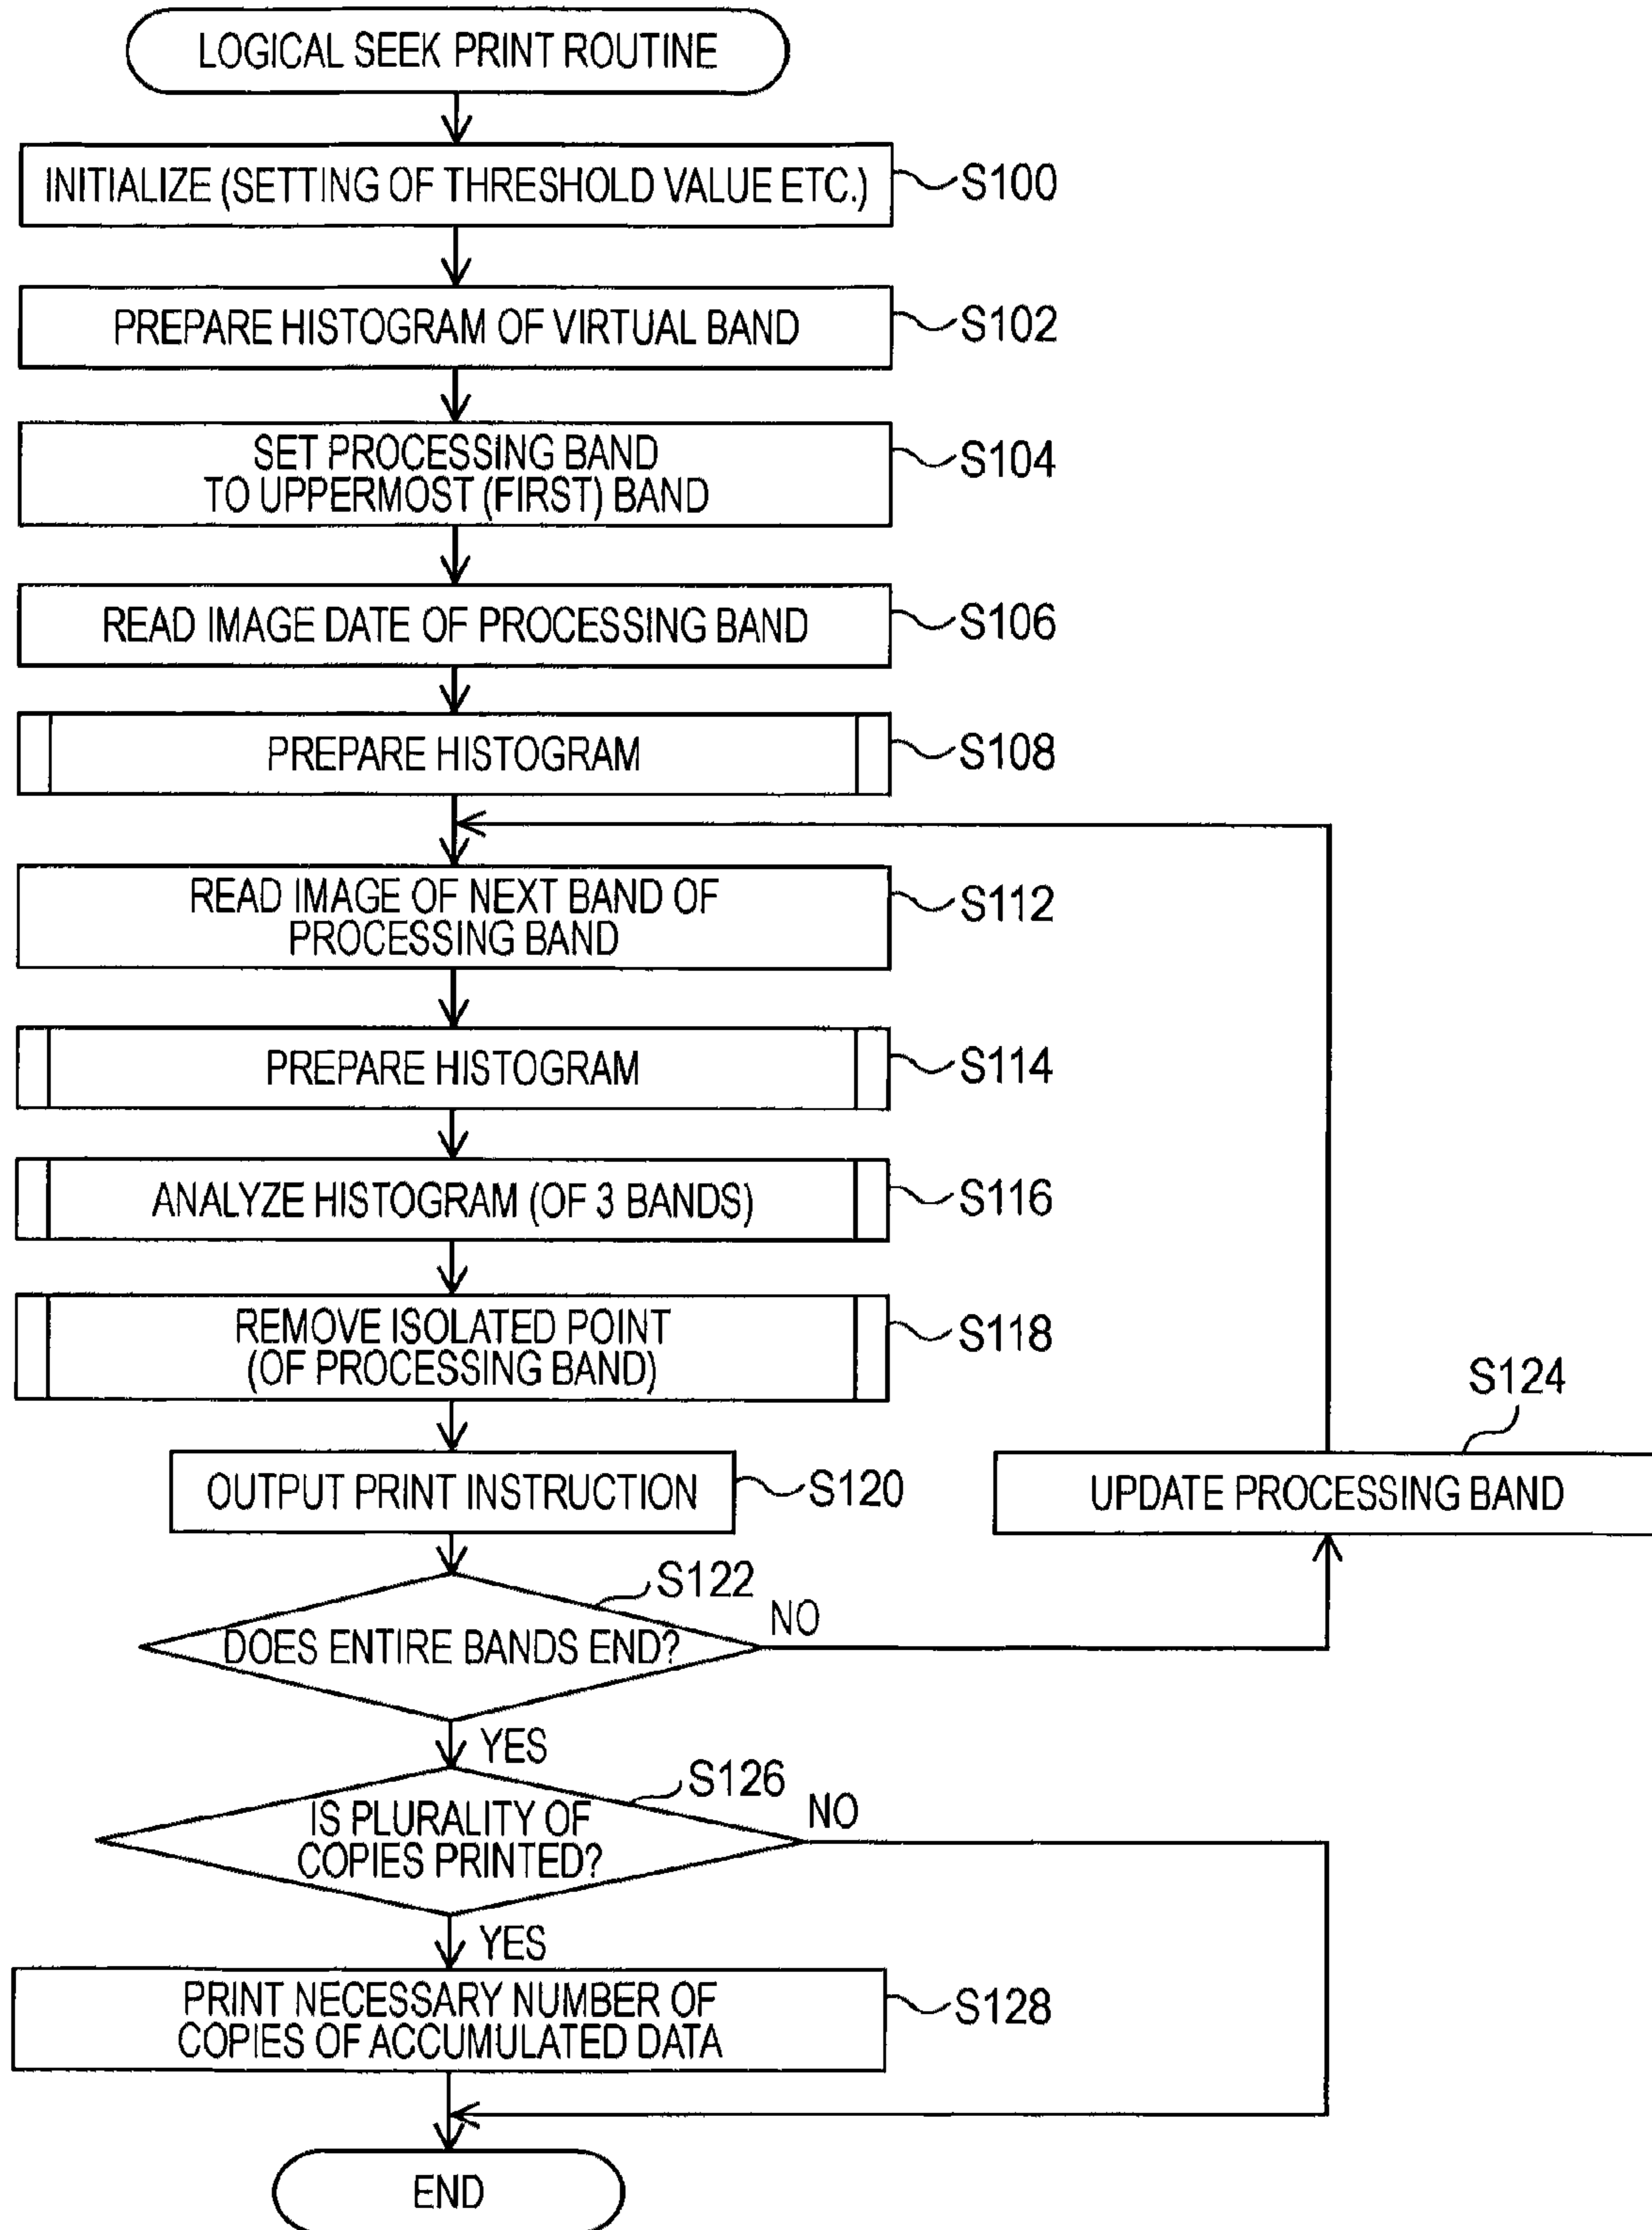 LOGICAL SEEK PRINT ROUTINE
INITIALIZE (SETTING OF THRESHOLD VALUE ETC.)
S100
PREPARE HISTOGRAM OF VIRTUAL BAND
S102
SET PROCESSING BAND
TO UPPERMOST (FIRST) BAND
S104
READ IMAGE DATE OF PROCESSING BAND
S106
PREPARE HISTOGRAM
S108
READ IMAGE OF NEXT BAND OF
PROCESSING BAND
S112
PREPARE HISTOGRAM
S114
ANALYZE HISTOGRAM (OF 3 BANDS)
S116
REMOVE ISOLATED POINT
(OF PROCESSING BAND)
S118
OUTPUT PRINT INSTRUCTION
S120
S124
UPDATE PROCESSING BAND
S122
DOES ENTIRE BANDS END?
NO
YES
S126
IS PLURALITY OF
COPIES PRINTED?
NO
YES
PRINT NECESSARY NUMBER OF
COPIES OF ACCUMULATED DATA
S128
END